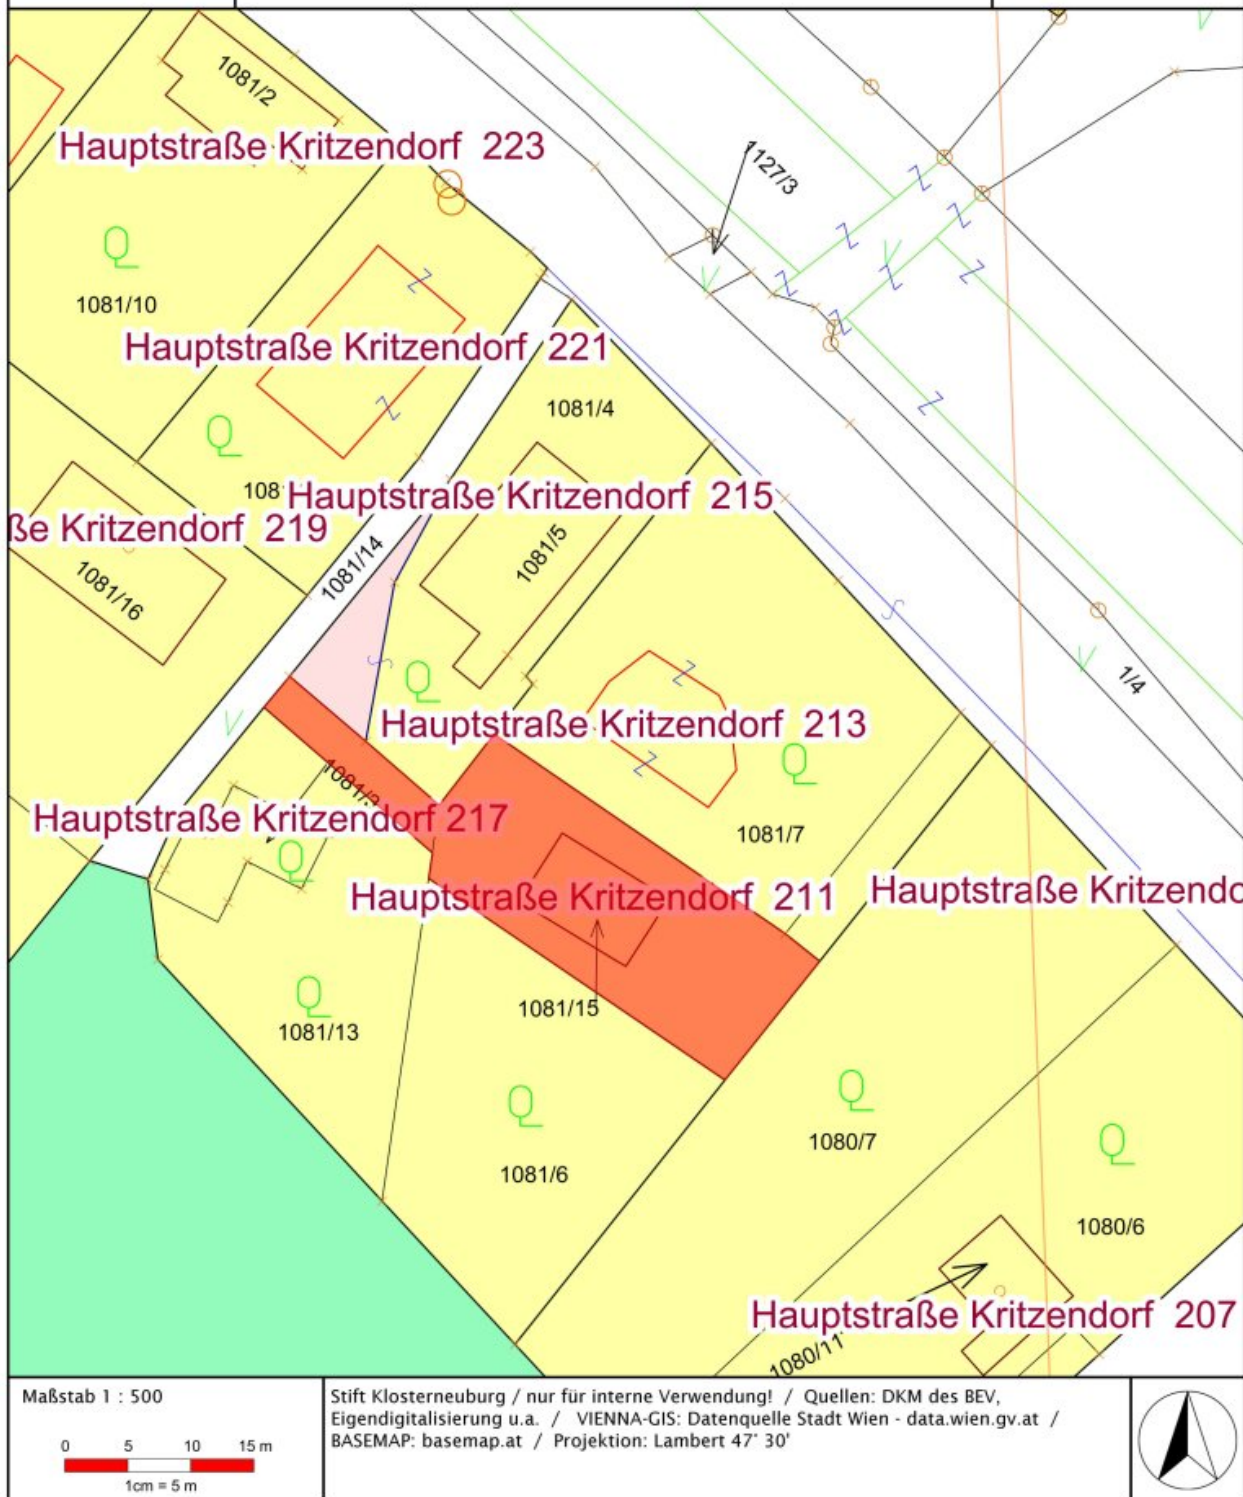 1081/2
Hauptstraße Kritzendorf 223
1127/3
1081/10
Hauptstraße Kritzendorf 221
1081/4
108
Hauptstraße Kritzendorf 215
ße Kritzendorf 219
1081/5
1081/14
1081/16
1/4
Hauptstraße Kritzendorf 213
1081/3
Hauptstraße Kritzendorf 217
1081/7
Hauptstraße Kritzendorf 211
Hauptstraße Kritzendo
1081/15
1081/13
1080/7
1081/6
1080/6
Hauptstraße Kritzendorf 207
1080/11
Maßstab 1 : 500
0 5 10 15 m
1cm = 5 m
Stift Klosterneuburg / nur für interne Verwendung! / Quellen: DKM des BEV,
Eigendigitalisierung u.a. / VIENNA-GIS: Datenquelle Stadt Wien - data.wien.gv.at /
BASEMAP: basemap.at / Projektion: Lambert 47° 30'